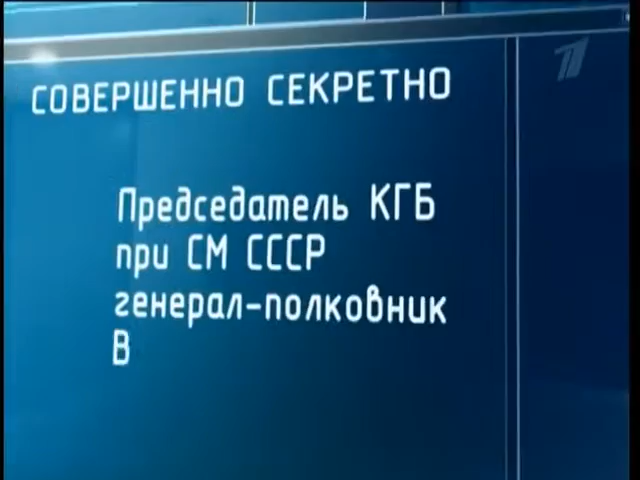 СОВЕРШЕННО СЕКРЕТНО
Председатель КГБ
при СМ СССР
генерал-полковник
В